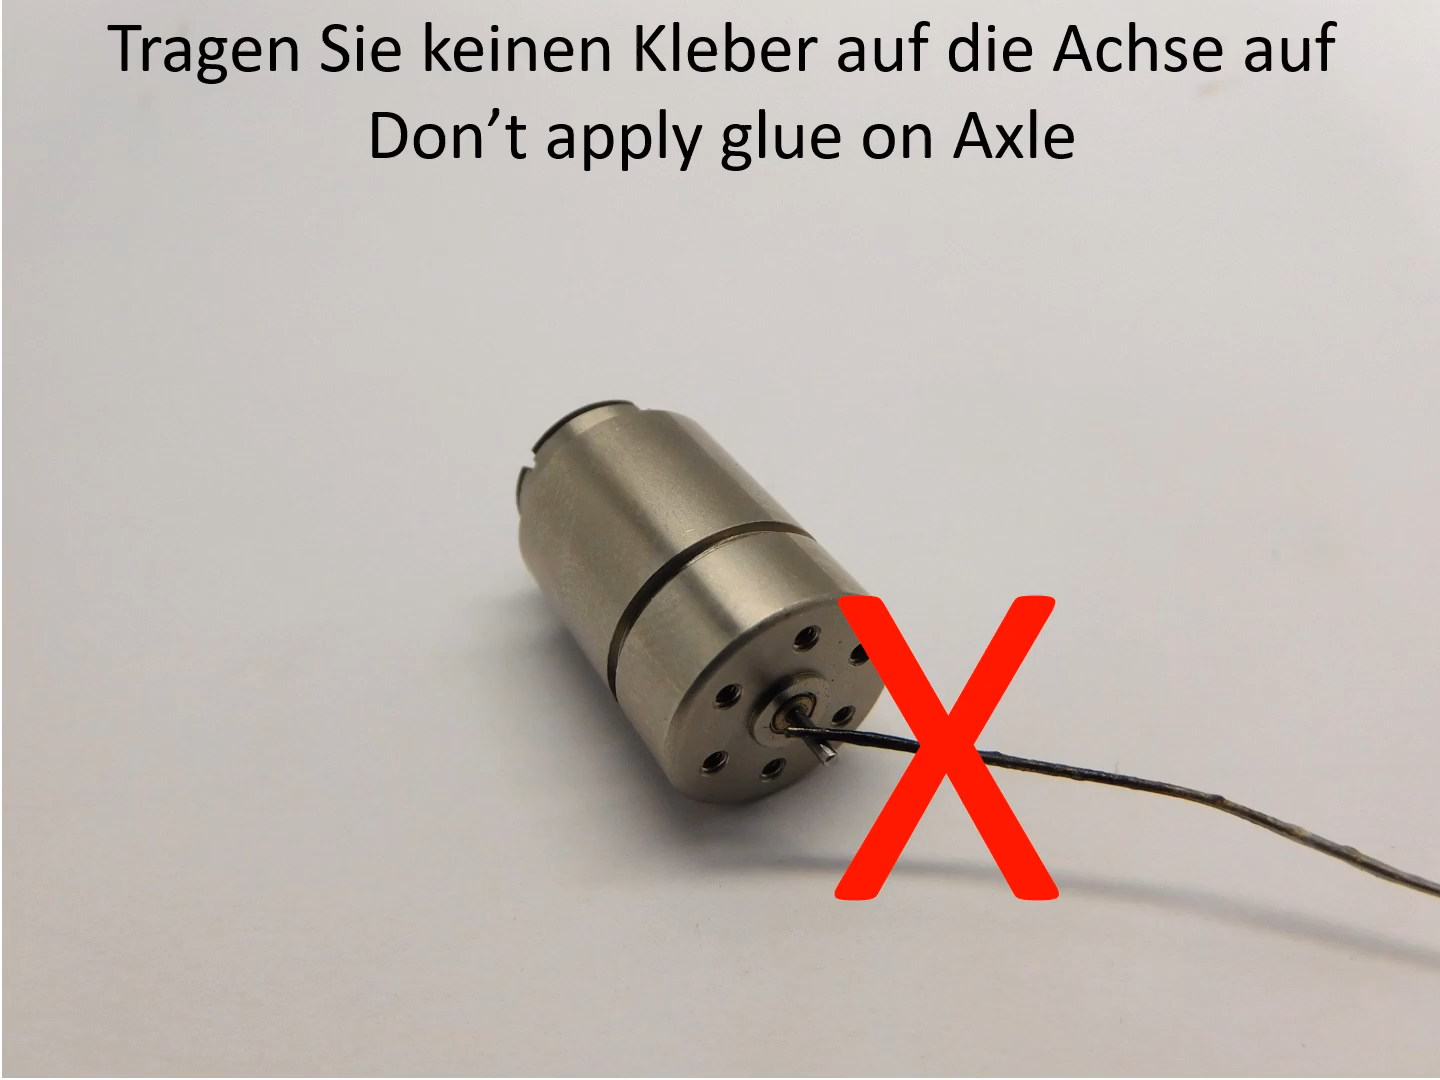 Tragen Sie keinen Kleber auf die Achse auf
Don’t apply glue on Axle
X